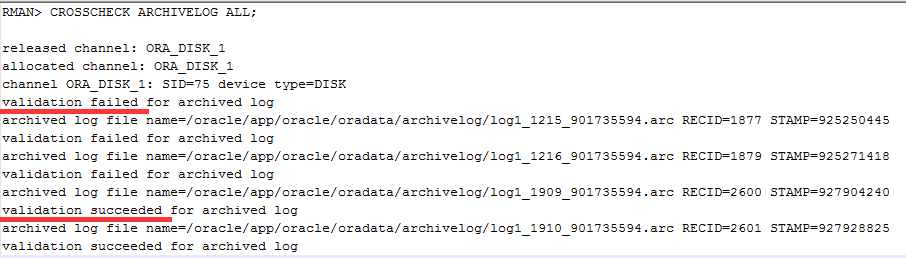 RMAN> CROSSCHECK ARCHIVELOG ALL;
released channel: ORA_DISK_1
allocated channel: ORA_DISK_1
channel ORA_DISK_1: SID=75 device type=DISK
validation failed for archived log
archived log file name=/oracle/app/oracle/oradata/archivelog/log1_1215_901735594.arc RECID=1877 STAMP=925250445
validation failed for archived log
archived log file name=/oracle/app/oracle/oradata/archivelog/log1_1216_901735594.arc RECID=1879 STAMP=925271418
validation failed for archived log
archived log file name=/oracle/app/oracle/oradata/archivelog/log1_1909_901735594.arc RECID=2600 STAMP=927904240
validation succeeded for archived log
archived log file name=/oracle/app/oracle/oradata/archivelog/log1_1910_901735594.arc RECID=2601 STAMP=927928825
validation succeeded for archived log